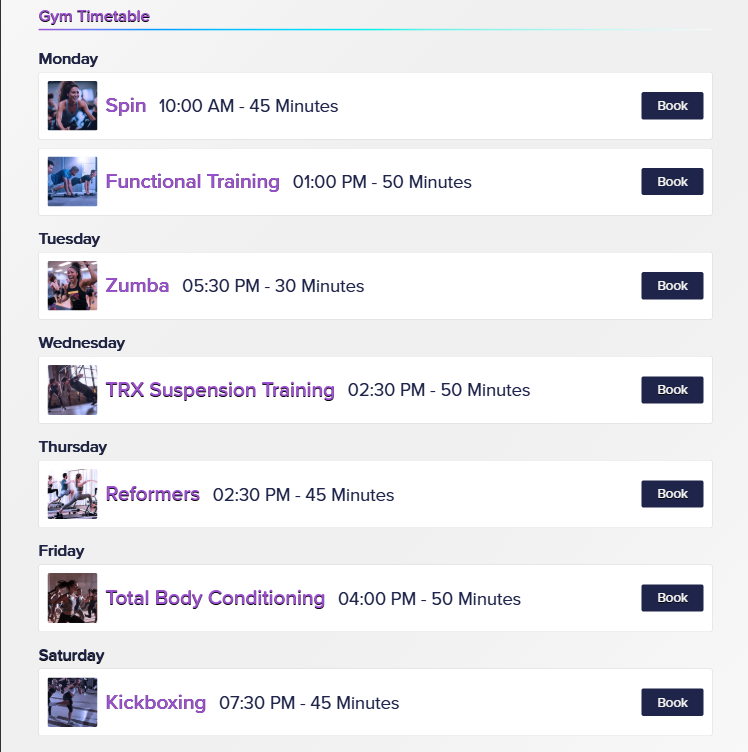 Gym Timetable
Monday
Spin 10:00 AM - 45 Minutes Book
Functional Training 01:00 PM - 50 Minutes Book
Tuesday
Zumba 05:30 PM - 30 Minutes Book
Wednesday
TRX Suspension Training 02:30 PM - 50 Minutes Book
Thursday
Reformers 02:30 PM - 45 Minutes Book
Friday
Total Body Conditioning 04:00 PM - 50 Minutes Book
Saturday
Kickboxing 07:30 PM - 45 Minutes Book